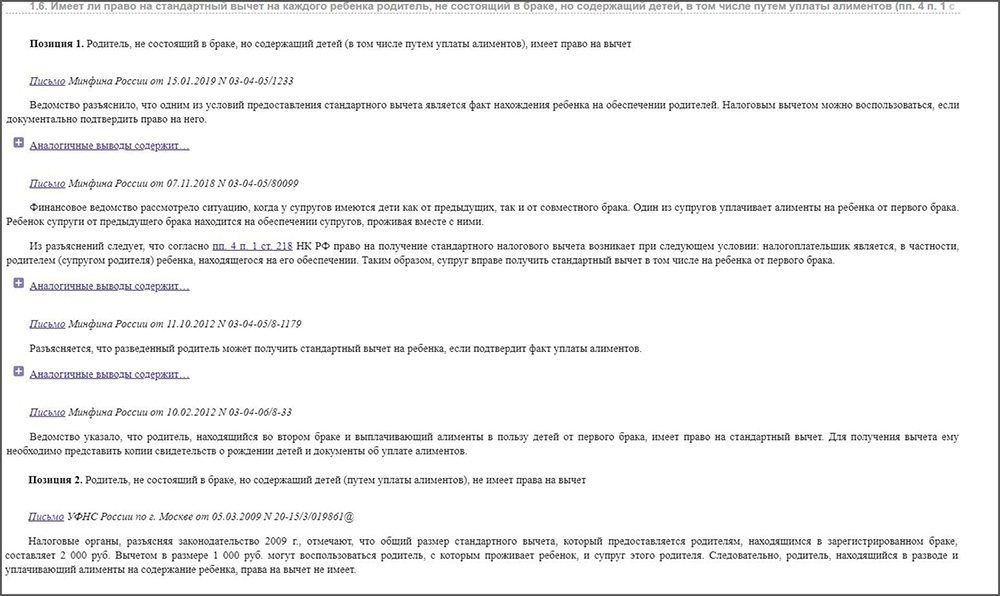 1.6. Имеет ли право на стандартный вычет на каждого ребенка родитель, не состоящий в браке, но содержащий детей, в том числе путем уплаты алиментов (пп. 4 п. 1 с
Позиция 1. Родитель, не состоящий в браке, но содержащий детей (в том числе путем уплаты алиментов), имеет право на вычет
Письмо Минфина России от 15.01.2019 N 03-04-05/1233
Ведомство разъяснило, что одним из условий предоставления стандартного вычета является факт нахождения ребенка на обеспечении родителей. Налоговым вычетом можно воспользоваться, если
документально подтвердить право на него.
Аналогичные выводы содержит…
Письмо Минфина России от 07.11.2018 N 03-04-05/80099
Финансовое ведомство рассмотрело ситуацию, когда у супругов имеются дети как от предыдущих, так и от совместного брака. Один из супругов уплачивает алименты на ребенка от первого брака.
Ребенок супруги от предыдущего брака находится на обеспечении супругов, проживая вместе с ними.
Из разъяснений следует, что согласно пп. 4 п. 1 ст. 218 НК РФ право на получение стандартного налогового вычета возникает при следующем условии: налогоплательщик является, в частности,
родителем (супругом родителя) ребенка, находящегося на его обеспечении. Таким образом, супруг вправе получить стандартный вычет в том числе на ребенка от первого брака.
Аналогичные выводы содержит…
Письмо Минфина России от 11.10.2012 N 03-04-05/8-1179
Разъясняется, что разведенный родитель может получить стандартный вычет на ребенка, если подтвердит факт уплаты алиментов.
Аналогичные выводы содержит…
Письмо Минфина России от 10.02.2012 N 03-04-06/8-33
Ведомство указало, что родитель, находящийся во втором браке и выплачивающий алименты в пользу детей от первого брака, имеет право на стандартный вычет. Для получения вычета ему
необходимо представить копии свидетельств о рождении детей и документы об уплате алиментов.
Позиция 2. Родитель, не состоящий в браке, но содержащий детей (путем уплаты алиментов), не имеет права на вычет
Письмо УФНС России по г. Москве от 05.03.2009 N 20-15/3/019861@
Налоговые органы, разъясняя законодательство 2009 г., отмечают, что общий размер стандартного вычета, который предоставляется родителям, находящимся в зарегистрированном браке,
составляет 2 000 руб. Вычетом в размере 1 000 руб. могут воспользоваться родитель, с которым проживает ребенок, и супруг этого родителя. Следовательно, родитель, находящийся в разводе и
уплачивающий алименты на содержание ребенка, права на вычет не имеет.